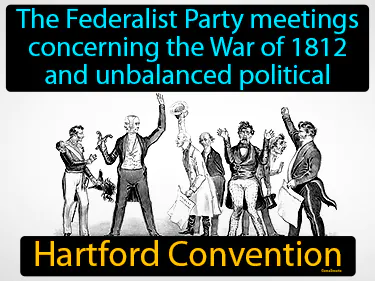 The Federalist Party meetings
concerning the War of 1812
and unbalanced political
Hartford Convention